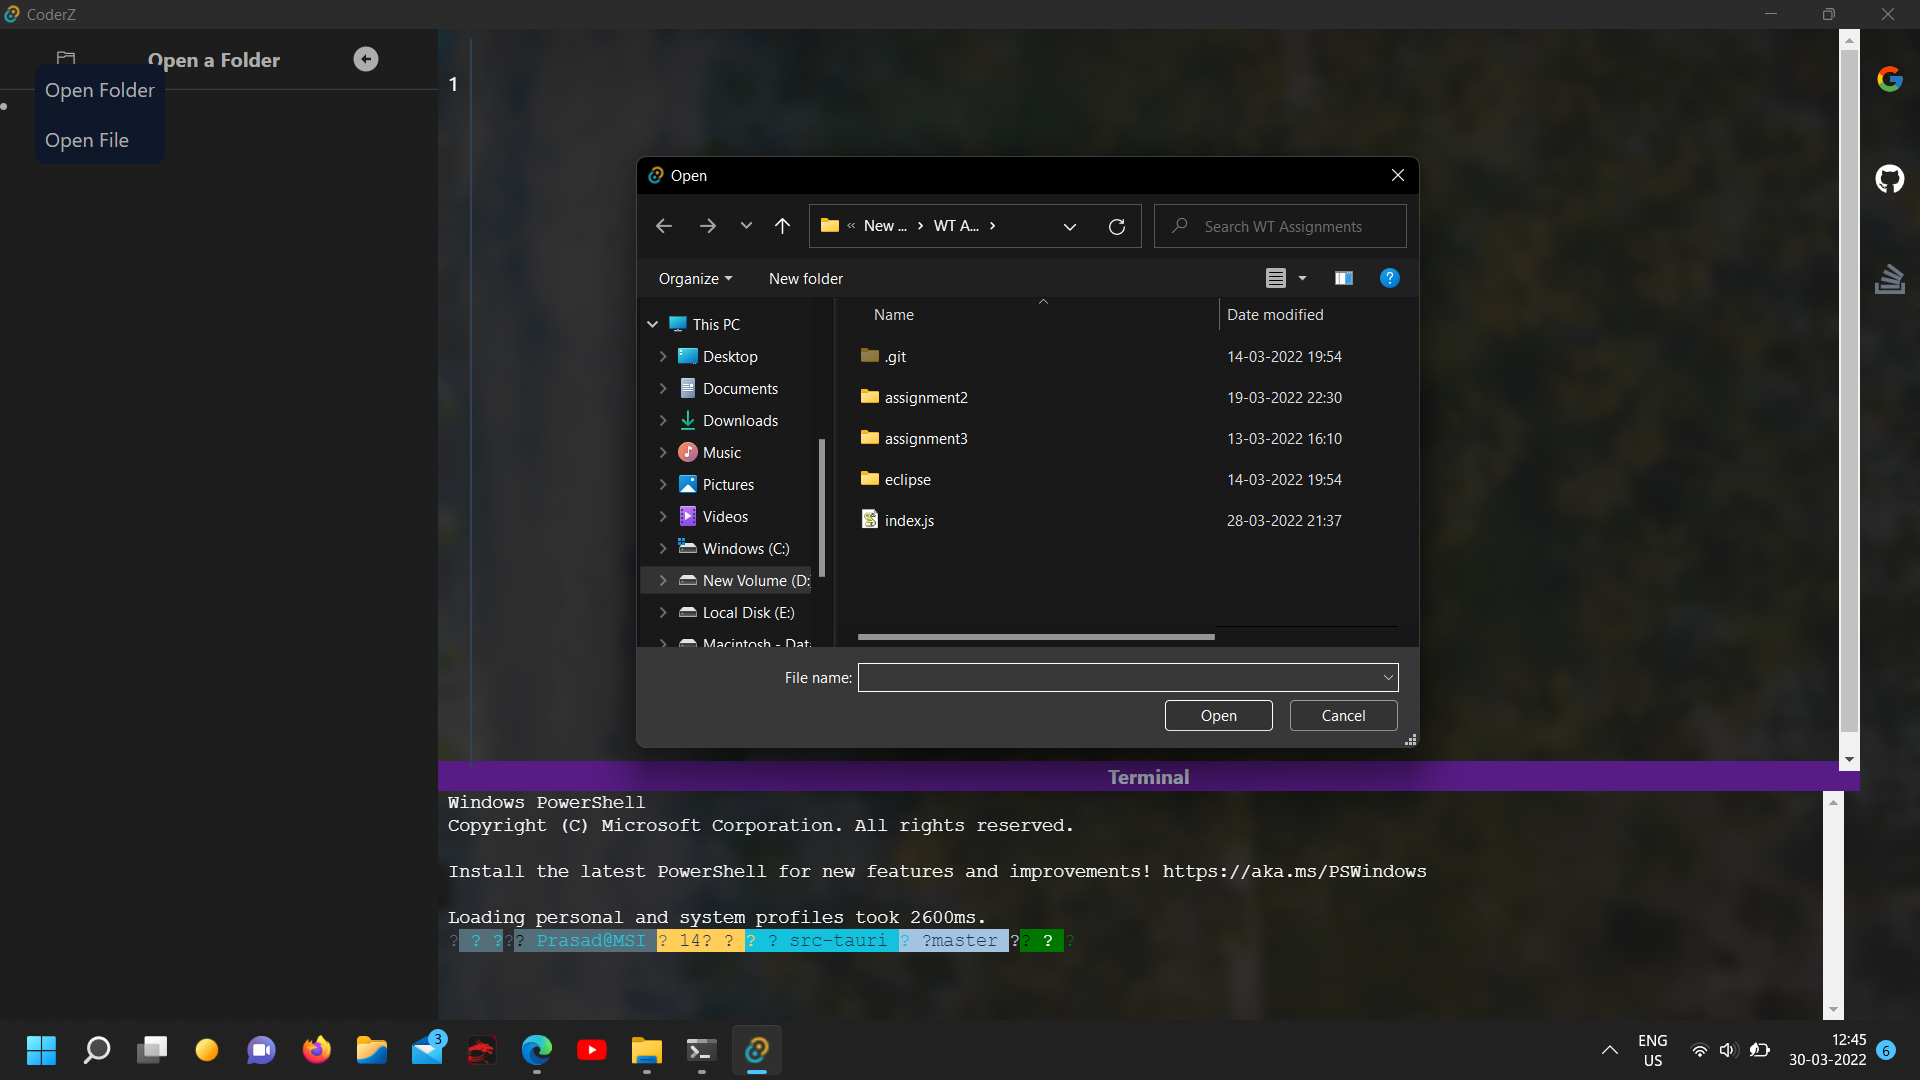 CoderZ
Open a Folder
Open Folder
Open File
1
Open
« New ... › WT A... ›
Search WT Assignments
Organize
New folder
?
Name
Date modified
This PC
Desktop
Documents
Downloads
Music
Pictures
Videos
Windows (C:)
New Volume (D:
Local Disk (E:)
Macintosh - Dat
.git 14-03-2022 19:54
assignment2 19-03-2022 22:30
assignment3 13-03-2022 16:10
eclipse 14-03-2022 19:54
index.js 28-03-2022 21:37
File name:
Open
Cancel
Terminal
Windows PowerShell
Copyright (C) Microsoft Corporation. All rights reserved.
Install the latest PowerShell for new features and improvements! https://aka.ms/PSWindows
Loading personal and system profiles took 2600ms.
? ? ??? Prasad@MSI ? 14? ? ? ? src-tauri ? ?master ?? ? ?
3
ENG
US
12:45
30-03-2022
6